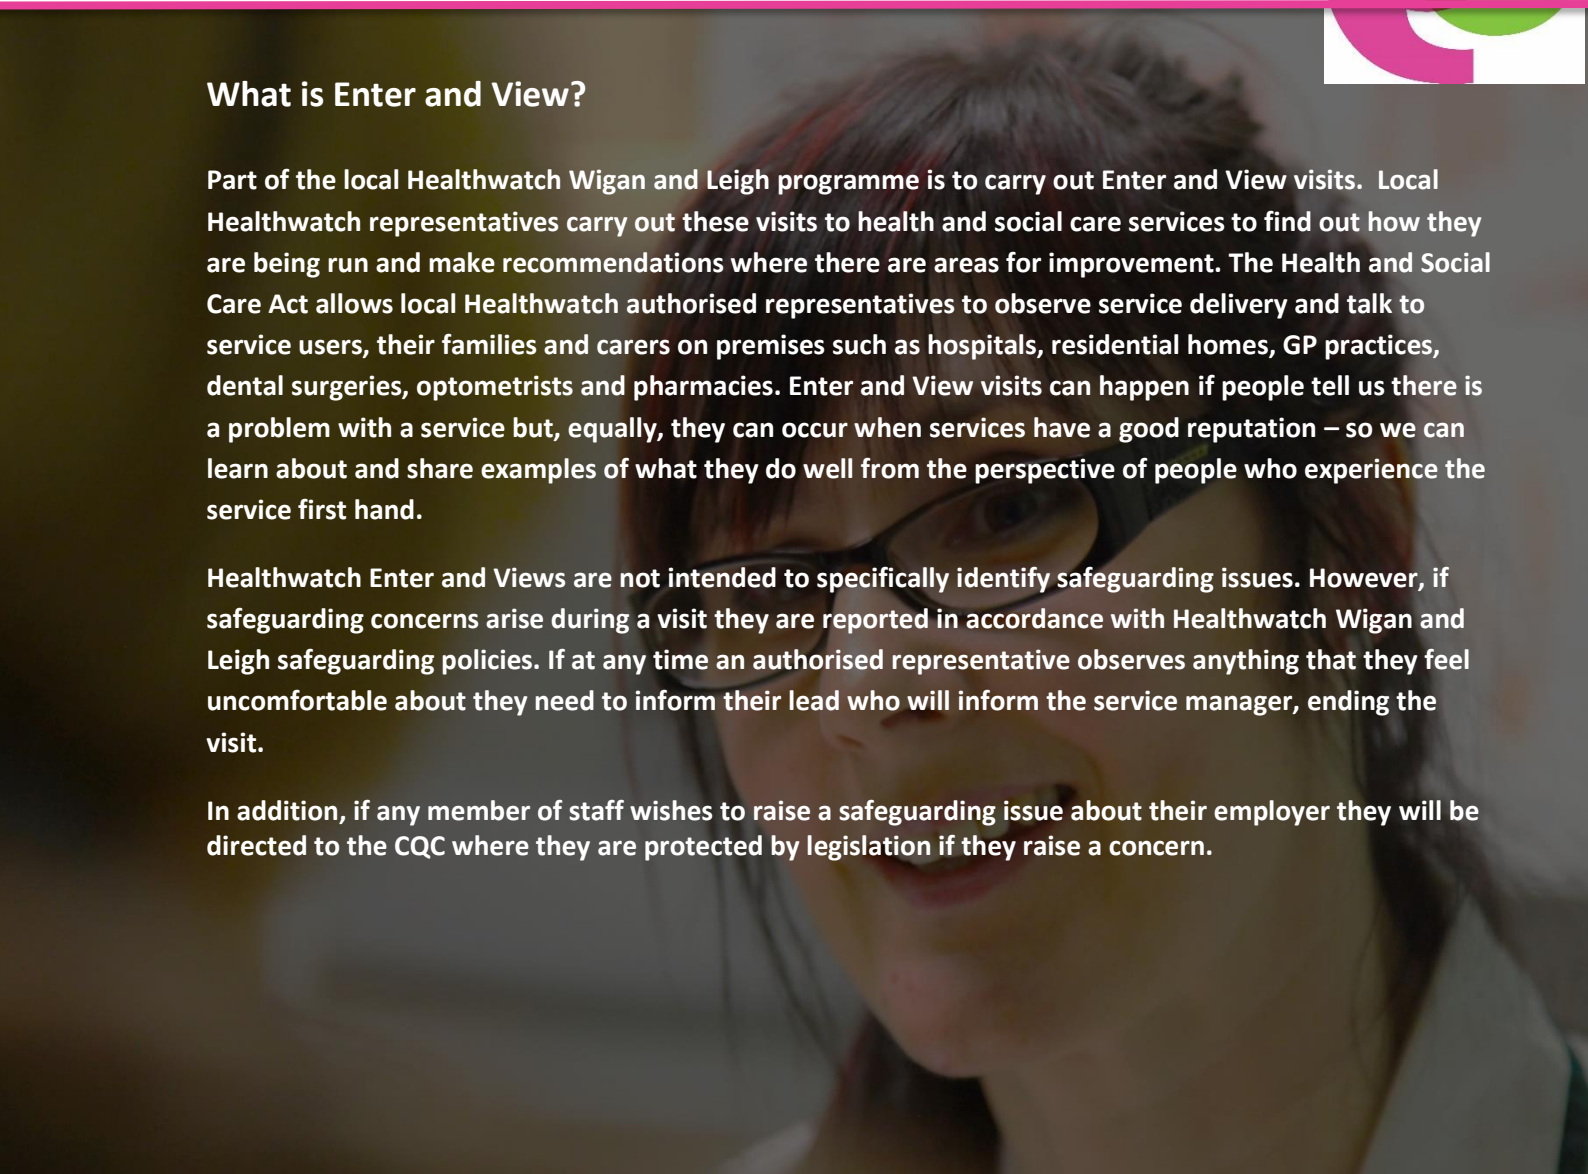 What is Enter and View?
Part of the local Healthwatch Wigan and Leigh programme is to carry out Enter and View visits.  Local
Healthwatch representatives carry out these visits to health and social care services to find out how they
are being run and make recommendations where there are areas for improvement. The Health and Social
Care Act allows local Healthwatch authorised representatives to observe service delivery and talk to
service users, their families and carers on premises such as hospitals, residential homes, GP practices,
dental surgeries, optometrists and pharmacies. Enter and View visits can happen if people tell us there is
a problem with a service but, equally, they can occur when services have a good reputation – so we can
learn about and share examples of what they do well from the perspective of people who experience the
service first hand.
Healthwatch Enter and Views are not intended to specifically identify safeguarding issues. However, if
safeguarding concerns arise during a visit they are reported in accordance with Healthwatch Wigan and
Leigh safeguarding policies. If at any time an authorised representative observes anything that they feel
uncomfortable about they need to inform their lead who will inform the service manager, ending the
visit.
In addition, if any member of staff wishes to raise a safeguarding issue about their employer they will be
directed to the CQC where they are protected by legislation if they raise a concern.